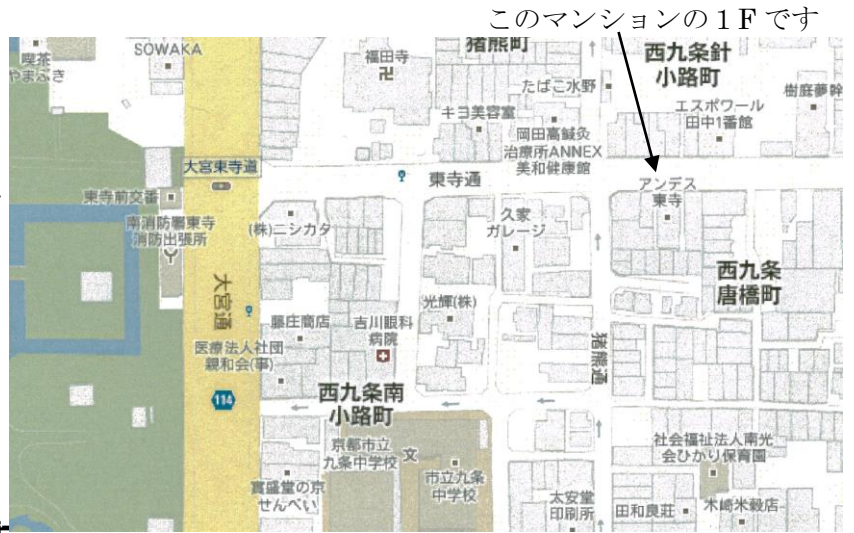 このマンションの１Ｆです
SOWAKA
喫茶
やまぶき
福田寺
猪熊町
西九条針
小路町
たばこ水野
キヨ美容室
岡田高鍼灸
治療所ANNEX
美和健康館
エスポワール
田中1番館
樹庭夢幹
大宮東寺道
東寺通
アンデス
東寺
東寺前交番
南消防署東寺
消防出張所
(株)ニシカタ
久家
ガレージ
西九条
唐橋町
大宮通
光輝(株)
藤庄商店
吉川眼科
病院
猪熊通
医療法人社団
親和会(事)
114
西九条南
小路町
京都市立
九条中学校
文
市立九条
中学校
社会福祉法人南光
会ひかり保育園
寳盛堂の京
せんべい
太安堂
印刷所
田和良荘
木崎米穀店